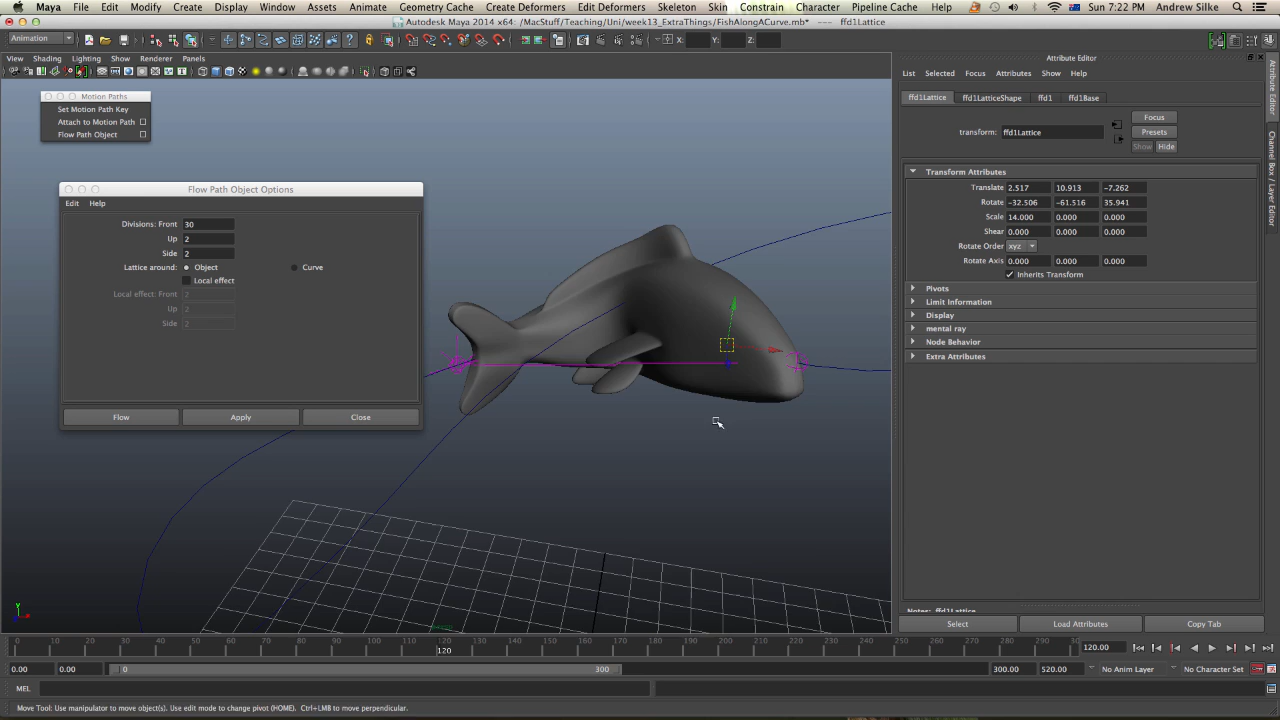 Maya File Edit Modify Create Display Window Assets Animate Geometry Cache Create Deformers Edit Deformers Skeleton Skin Constrain Character Pipeline Cache Help Sun 7:22 PM Andrew Silke
Autodesk Maya 2014 x64: /MacStuff/Teaching/Uni/week13_ExtraThings/FishAlongACurve.mb* --- ffd1Lattice
Animation X: Y: Z:
View Shading Lighting Show Renderer Panels
List Selected Focus Attributes Show Help
Motion Paths
Set Motion Path Key
Attach to Motion Path
Flow Path Object
ffd1Lattice ffd1LatticeShape ffd1 ffd1Base
transform: ffd1Lattice
Focus
Presets
Show Hide
Transform Attributes
Translate 2.517 10.913 -7.262
Rotate -32.506 -61.516 35.941
Scale 14.000 0.000 0.000
Shear 0.000 0.000 0.000
Rotate Order xyz
Rotate Axis 0.000 0.000 0.000
Inherits Transform
Pivots
Limit Information
Display
mental ray
Node Behavior
Extra Attributes
Flow Path Object Options
Edit Help
Divisions: Front 30
Up 2
Side 2
Lattice around: Object Curve
Local effect
Local effect: Front 2
Up 2
Side 2
Flow Apply Close
Attribute Editor
Channel Box / Layer Editor
Notes: ffd1Lattice
Select Load Attributes Copy Tab
0 10 20 30 40 50 60 70 80 90 100 110 120 130 140 150 160 170 180 190 200 210 220 230 240 250 260 270 280 290 30
120
120.00
0.00 0.00 0 300 300.00 520.00 No Anim Layer No Character Set
MEL
Move Tool: Use manipulator to move object(s). Use edit mode to change pivot (HOME). Ctrl+LMB to move perpendicular.